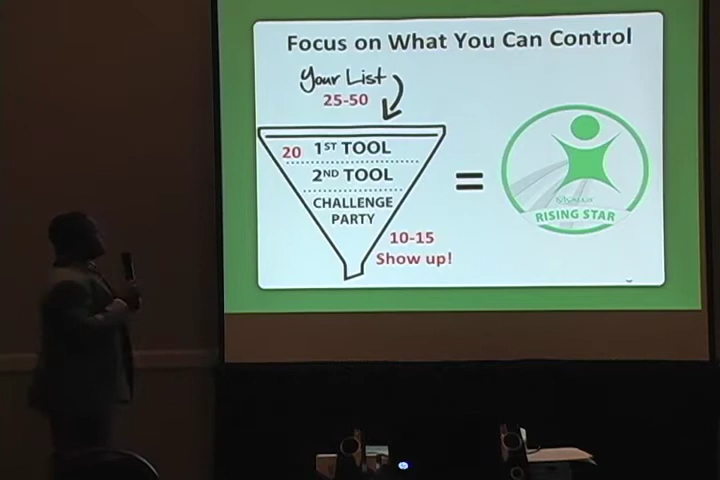 Focus on What You Can Control
Your List
25-50
20 1ST TOOL
2ND TOOL
CHALLENGE
PARTY
10-15
Show up!
=
RISING STAR